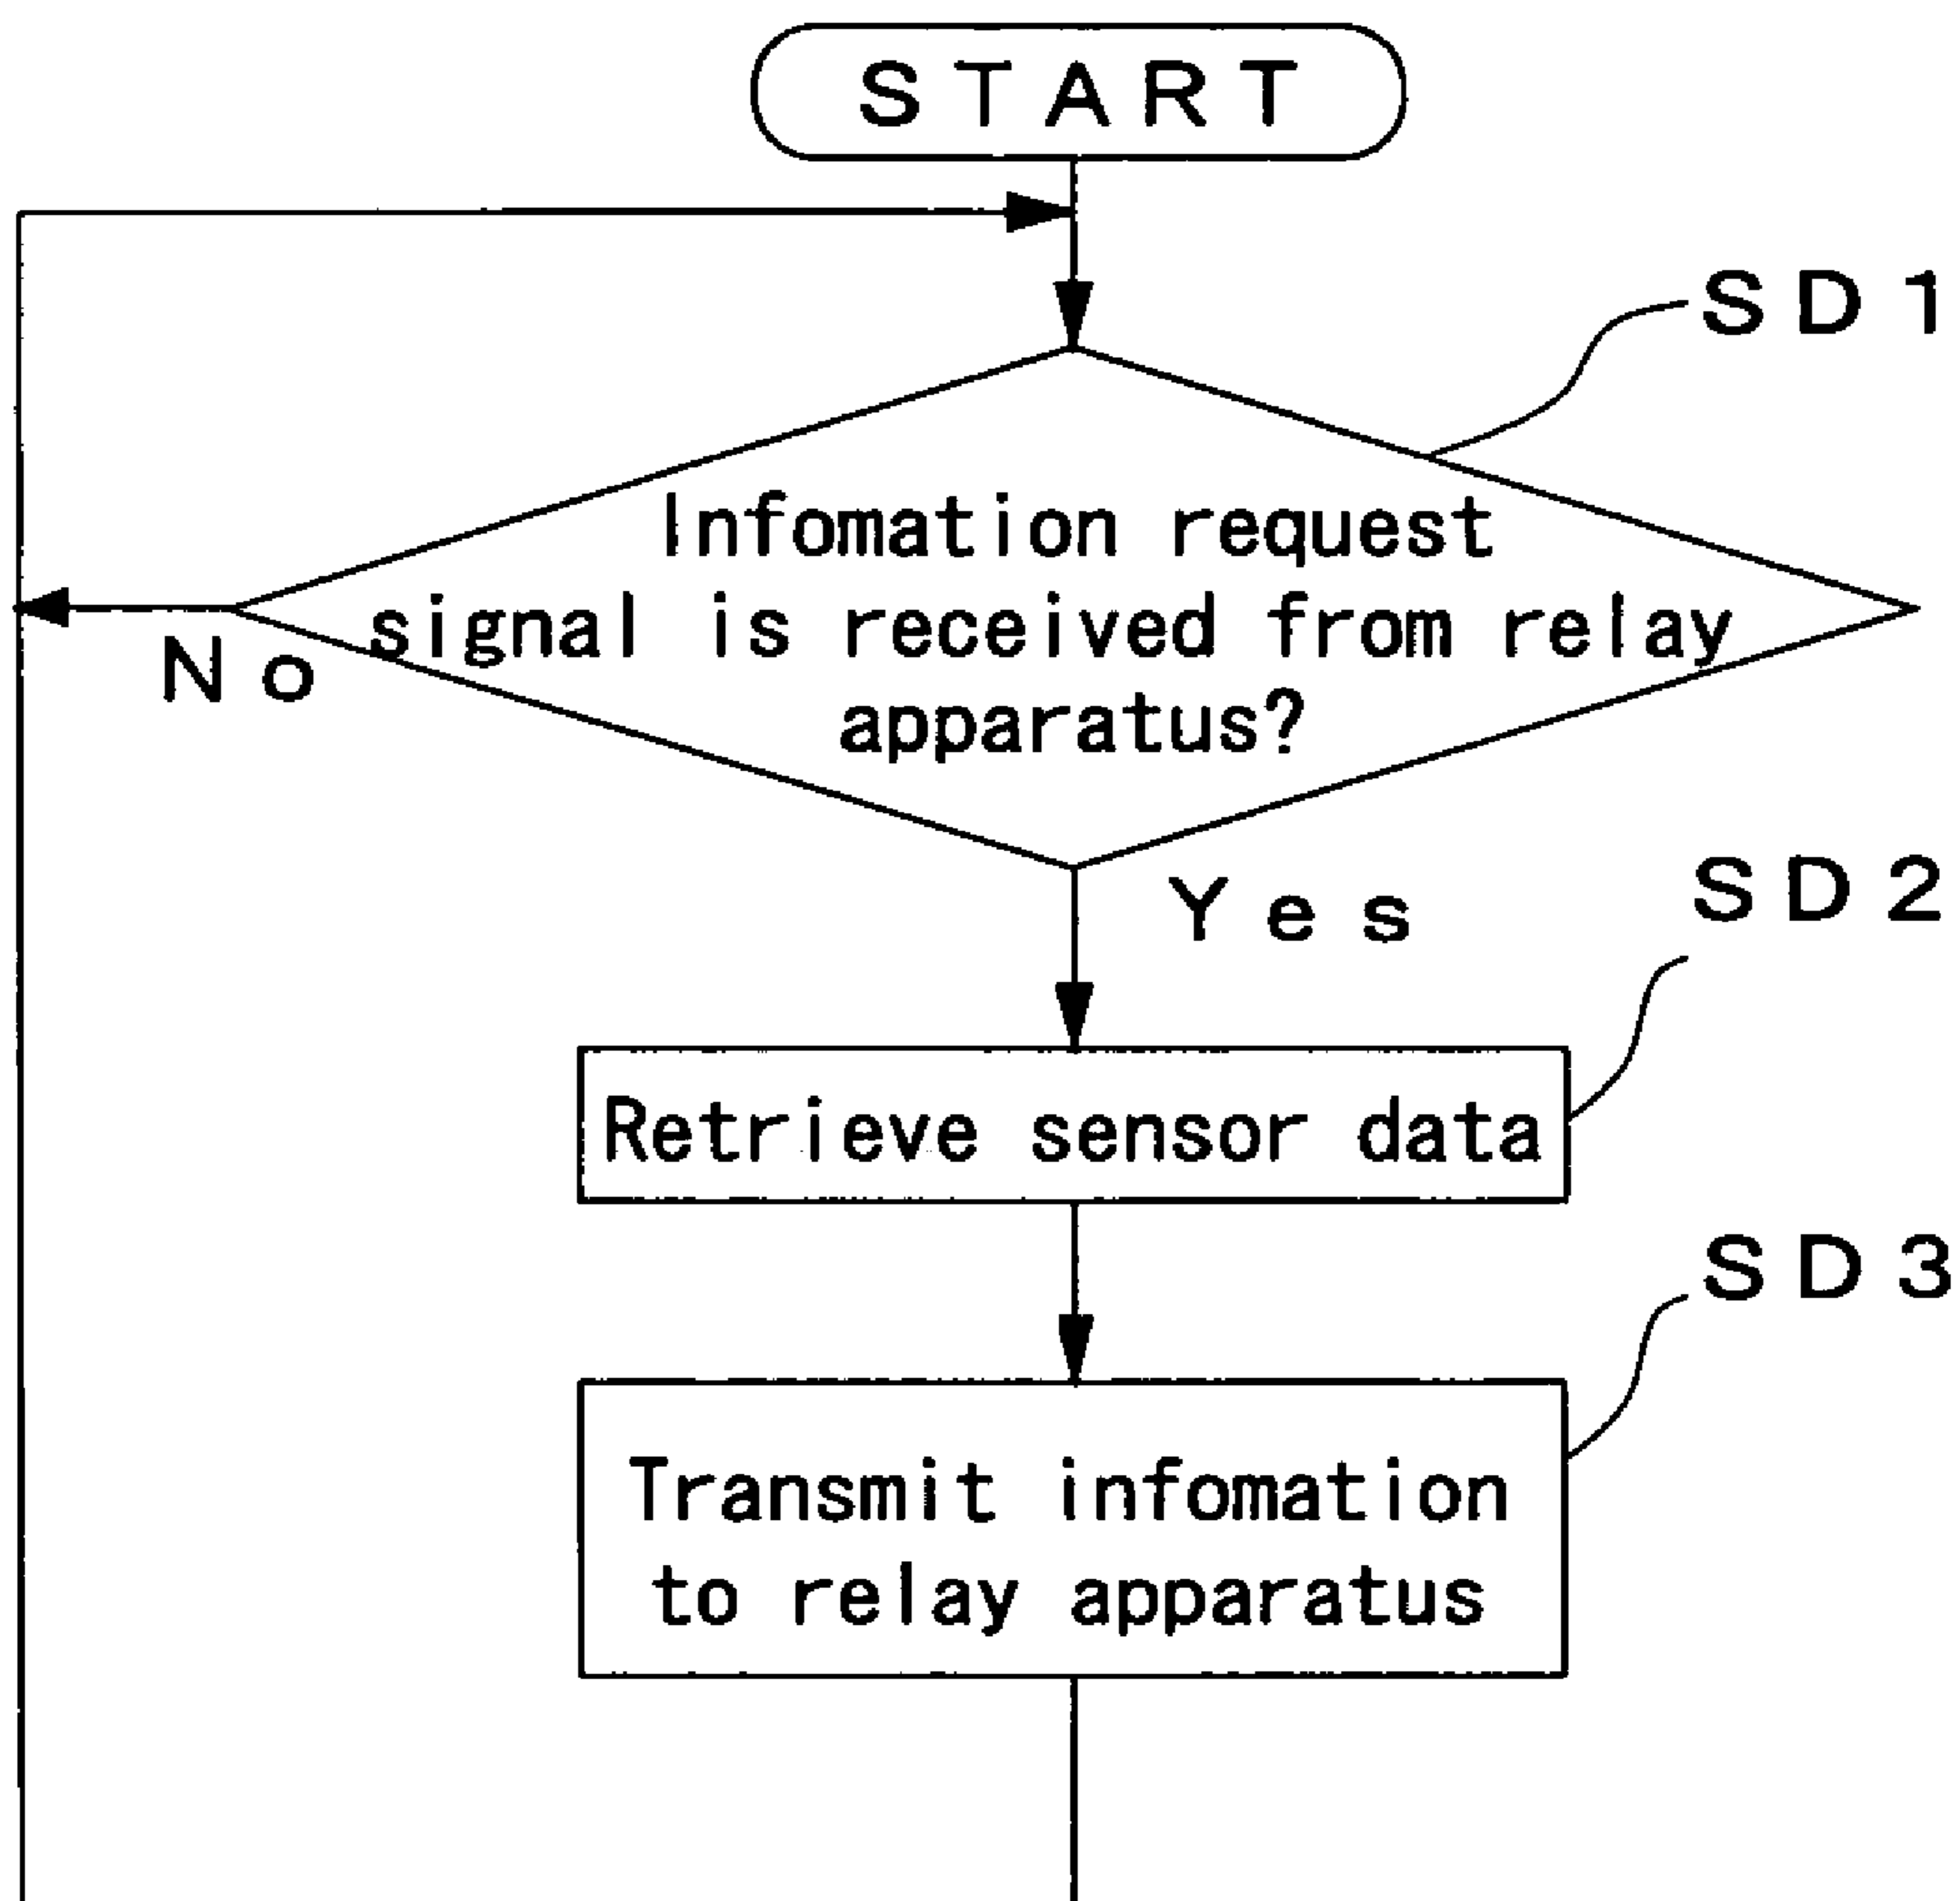 START
SD1
Infomation request
signal is received from relay
apparatus?
No
Yes
SD2
Retrieve sensor data
SD3
Transmit infomation
to relay apparatus